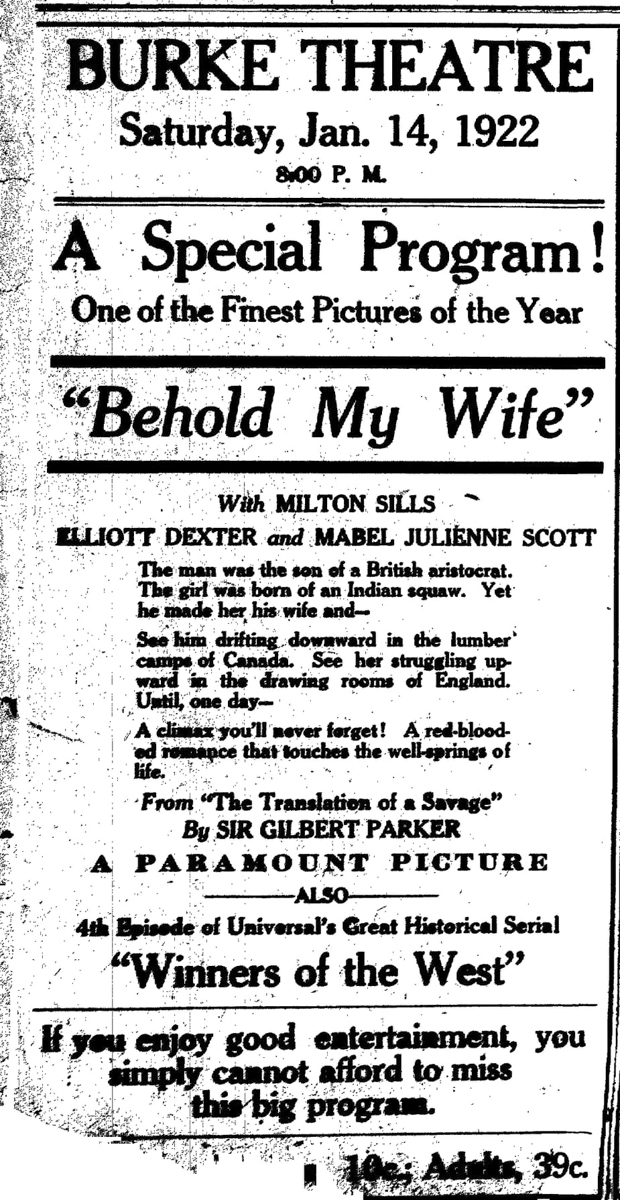 BURKE THEATRE
Saturday, Jan. 14, 1922
8:00 P. M.
A Special Program!
One of the Finest Pictures of the Year
“Behold My Wife”
With MILTON SILLS
ELLIOTT DEXTER and MABEL JULIENNE SCOTT
The man was the son of a British aristocrat.
The girl was born of an Indian squaw. Yet
he made her his wife and—
See him drifting downward in the lumber
camps of Canada. See her struggling up-
ward in the drawing rooms of England.
Until, one day—
A climax you'll never forget! A red-blood-
ed romance that touches the well-springs of
life.
From “The Translation of a Savage”
By SIR GILBERT PARKER
A PARAMOUNT PICTURE
ALSO
4th Episode of Universal's Great Historical Serial
“Winners of the West”
If you enjoy good entertainment, you
simply cannot afford to miss
this big program.
10c.; Adults, 39c.